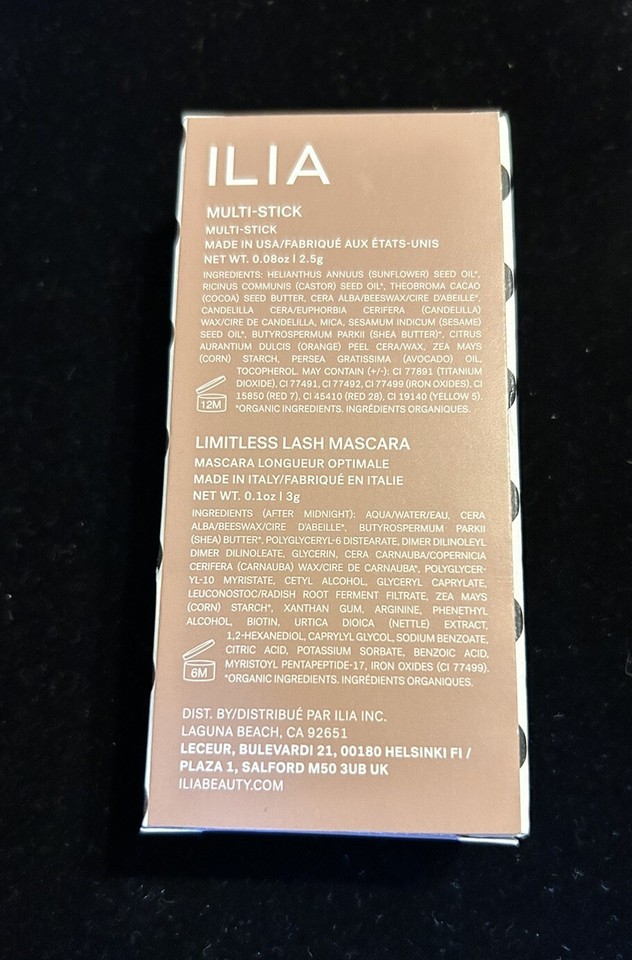 ILIA
MULTI-STICK
MULTI-STICK
MADE IN USA/FABRIQUÉ AUX ÉTATS-UNIS
NET WT. 0.08oz | 2.5g
INGREDIENTS: HELIANTHUS ANNUUS (SUNFLOWER) SEED OIL*,
RICINUS COMMUNIS (CASTOR) SEED OIL*, THEOBROMA CACAO
(COCOA) SEED BUTTER, CERA ALBA/BEESWAX/CIRE D'ABEILLE*,
CANDELILLA CERA/EUPHORBIA CERIFERA (CANDELILLA)
WAX/CIRE DE CANDELILLA, MICA, SESAMUM INDICUM (SESAME)
SEED OIL*, BUTYROSPERMUM PARKII (SHEA BUTTER)*, CITRUS
AURANTIUM DULCIS (ORANGE) PEEL CERA/WAX, ZEA MAYS
(CORN) STARCH, PERSEA GRATISSIMA (AVOCADO) OIL,
TOCOPHEROL. MAY CONTAIN (+/-): CI 77891 (TITANIUM
DIOXIDE), CI 77491, CI 77492, CI 77499 (IRON OXIDES), CI
15850 (RED 7), CI 45410 (RED 28), CI 19140 (YELLOW 5).
*ORGANIC INGREDIENTS. INGRÉDIENTS ORGANIQUES.
12M
LIMITLESS LASH MASCARA
MASCARA LONGUEUR OPTIMALE
MADE IN ITALY/FABRIQUÉ EN ITALIE
NET WT. 0.1oz | 3g
INGREDIENTS (AFTER MIDNIGHT): AQUA/WATER/EAU, CERA
ALBA/BEESWAX/CIRE D'ABEILLE*, BUTYROSPERMUM PARKII
(SHEA) BUTTER*, POLYGLYCERYL-6 DISTEARATE, DIMER DILINOLEYL
DIMER DILINOLEATE, GLYCERIN, CERA CARNAUBA/COPERNICIA
CERIFERA (CARNAUBA) WAX/CIRE DE CARNAUBA*, POLYGLYCER-
YL-10 MYRISTATE, CETYL ALCOHOL, GLYCERYL CAPRYLATE,
LEUCONOSTOC/RADISH ROOT FERMENT FILTRATE, ZEA MAYS
(CORN) STARCH*, XANTHAN GUM, ARGININE, PHENETHYL
ALCOHOL, BIOTIN, URTICA DIOICA (NETTLE) EXTRACT,
1,2-HEXANEDIOL, CAPRYLYL GLYCOL, SODIUM BENZOATE,
CITRIC ACID, POTASSIUM SORBATE, BENZOIC ACID,
MYRISTOYL PENTAPEPTIDE-17, IRON OXIDES (CI 77499).
*ORGANIC INGREDIENTS. INGRÉDIENTS ORGANIQUES.
6M
DIST. BY/DISTRIBUÉ PAR ILIA INC.
LAGUNA BEACH, CA 92651
LECEUR, BULEVARDI 21, 00180 HELSINKI FI /
PLAZA 1, SALFORD M50 3UB UK
ILIABEAUTY.COM